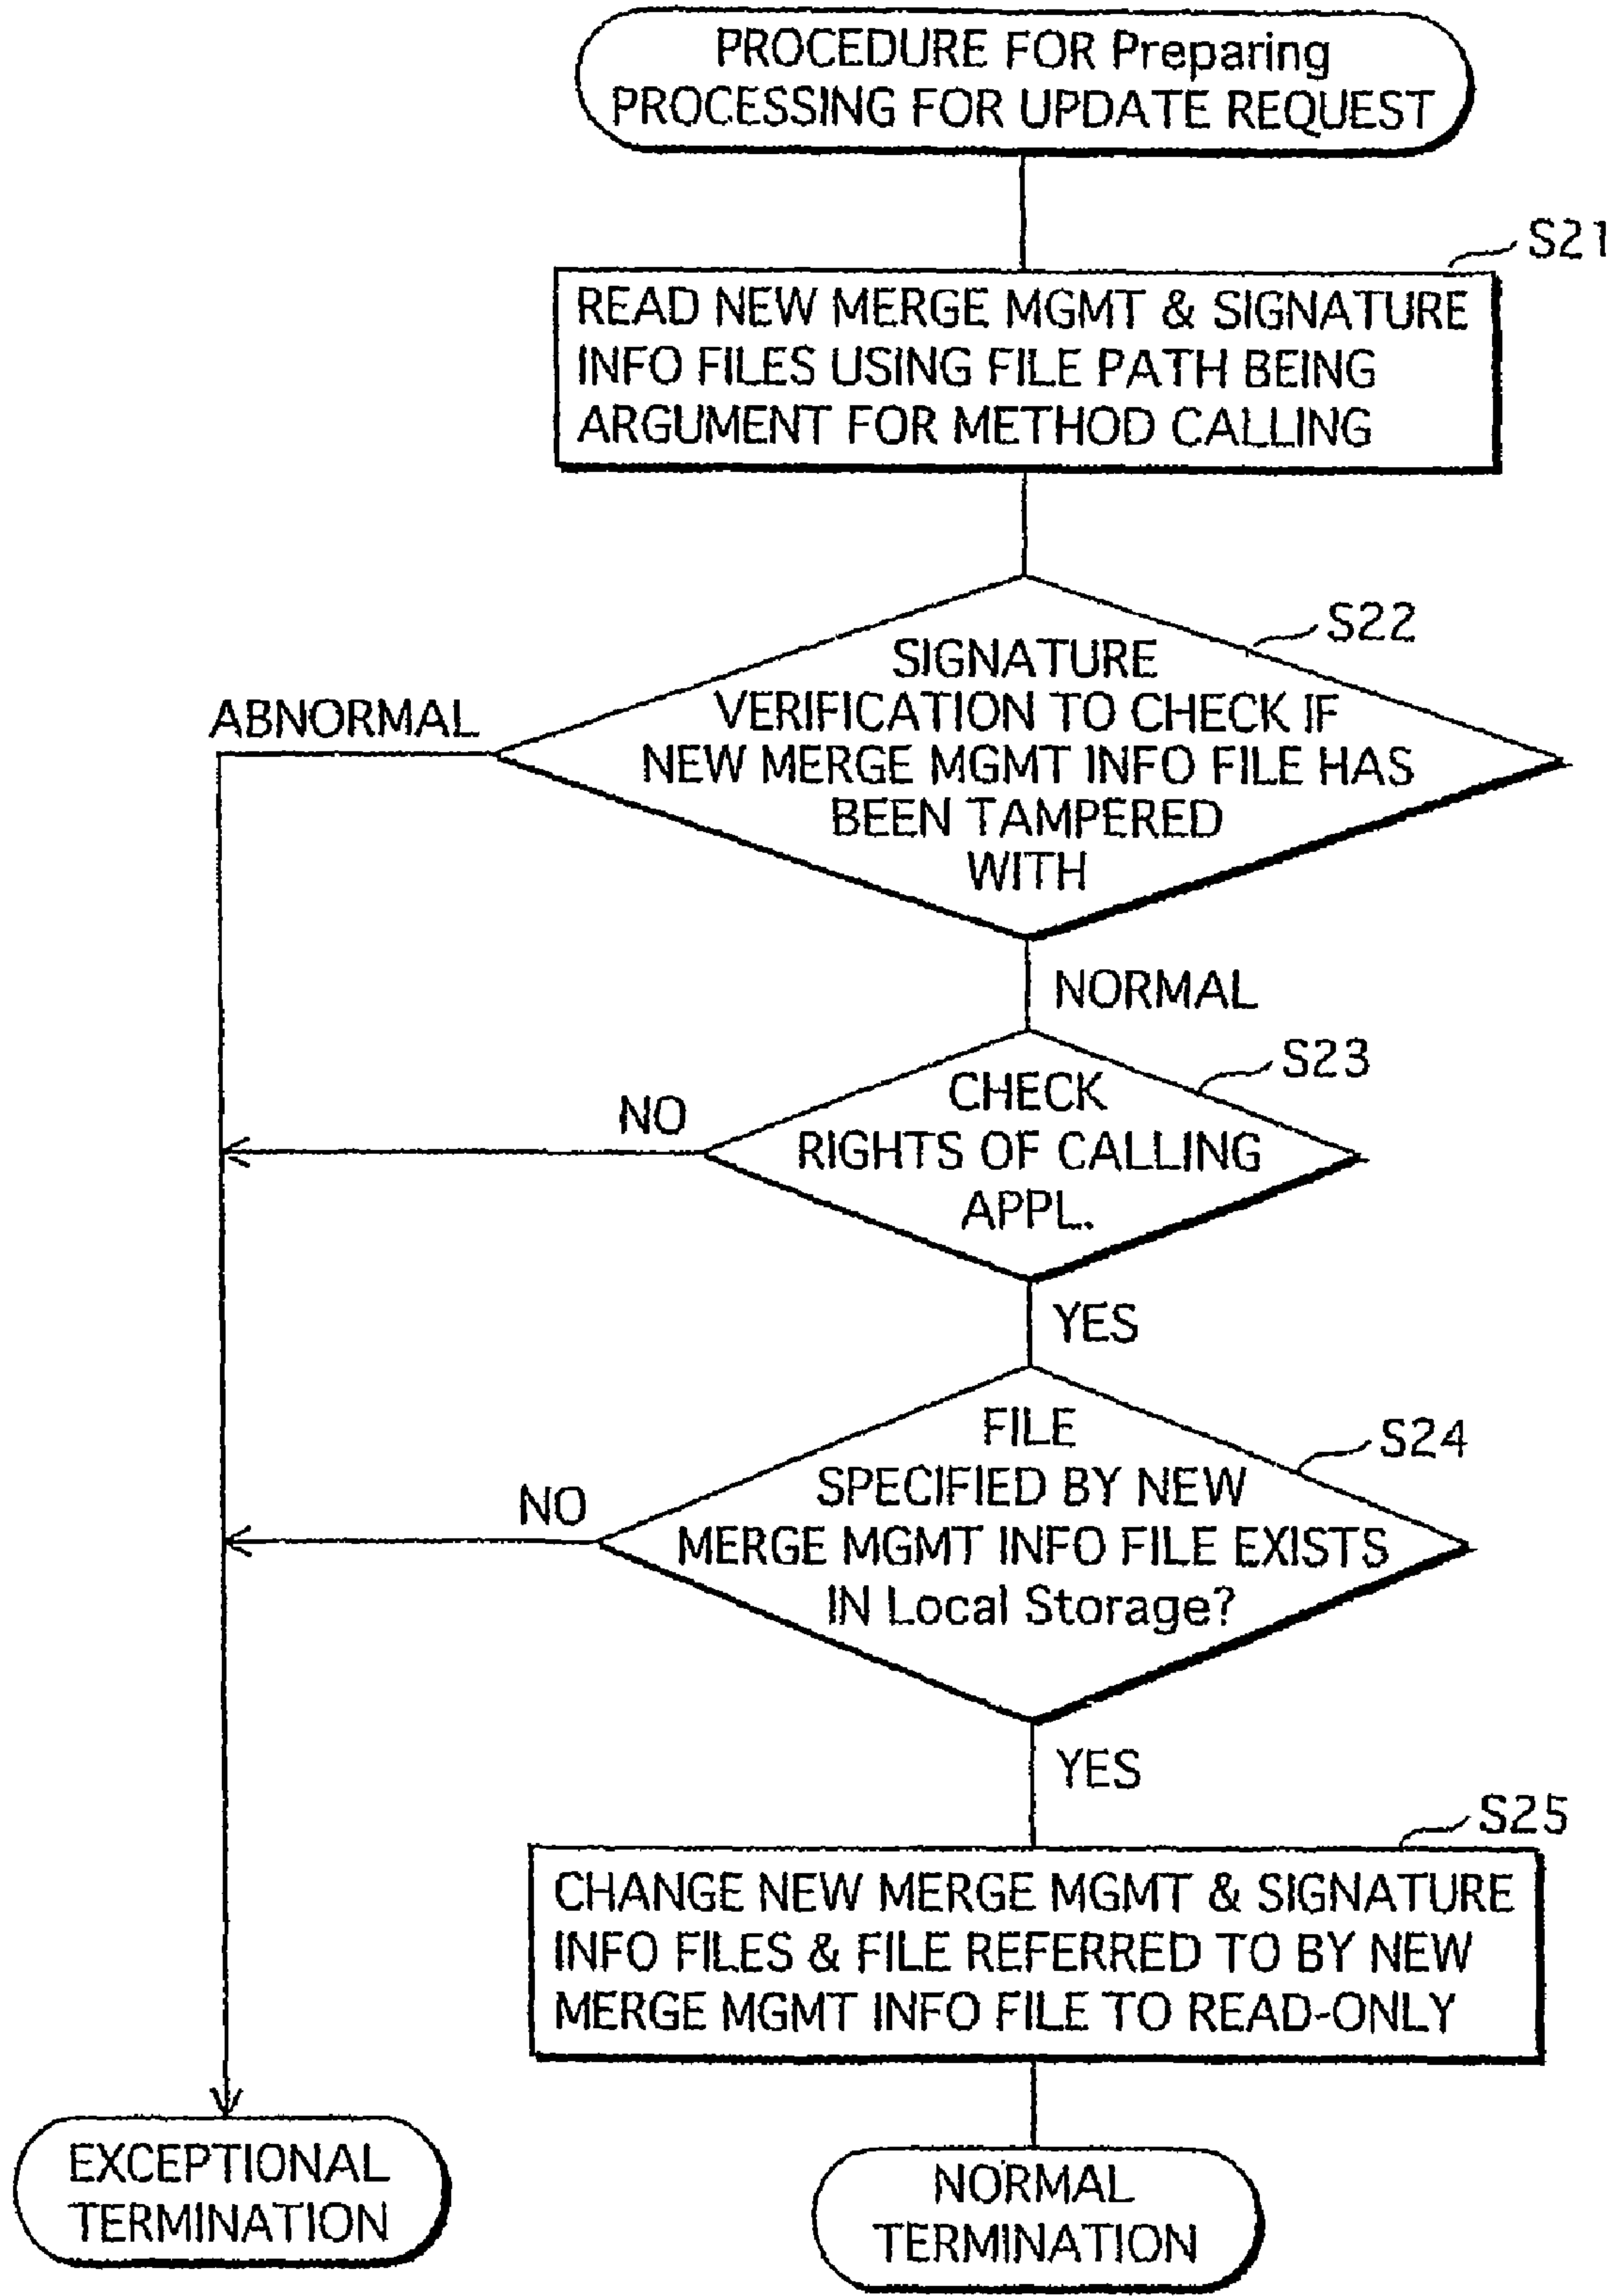 PROCEDURE FOR Preparing
PROCESSING FOR UPDATE REQUEST
S21
READ NEW MERGE MGMT & SIGNATURE
INFO FILES USING FILE PATH BEING
ARGUMENT FOR METHOD CALLING
S22
SIGNATURE
VERIFICATION TO CHECK IF
NEW MERGE MGMT INFO FILE HAS
BEEN TAMPERED
WITH
ABNORMAL
NORMAL
S23
CHECK
RIGHTS OF CALLING
APPL.
NO
YES
S24
FILE
SPECIFIED BY NEW
MERGE MGMT INFO FILE EXISTS
IN Local Storage?
NO
YES
S25
CHANGE NEW MERGE MGMT & SIGNATURE
INFO FILES & FILE REFERRED TO BY NEW
MERGE MGMT INFO FILE TO READ-ONLY
EXCEPTIONAL
TERMINATION
NORMAL
TERMINATION